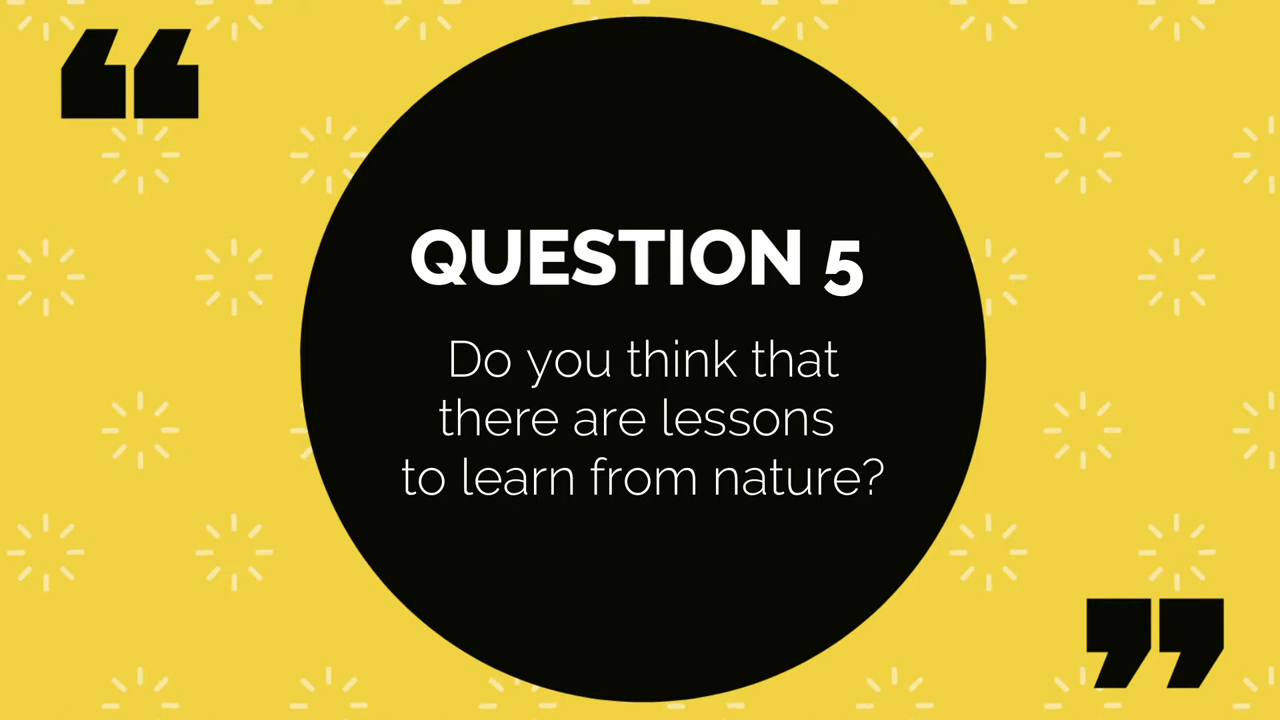 “
QUESTION 5
Do you think that
there are lessons
to learn from nature?
”